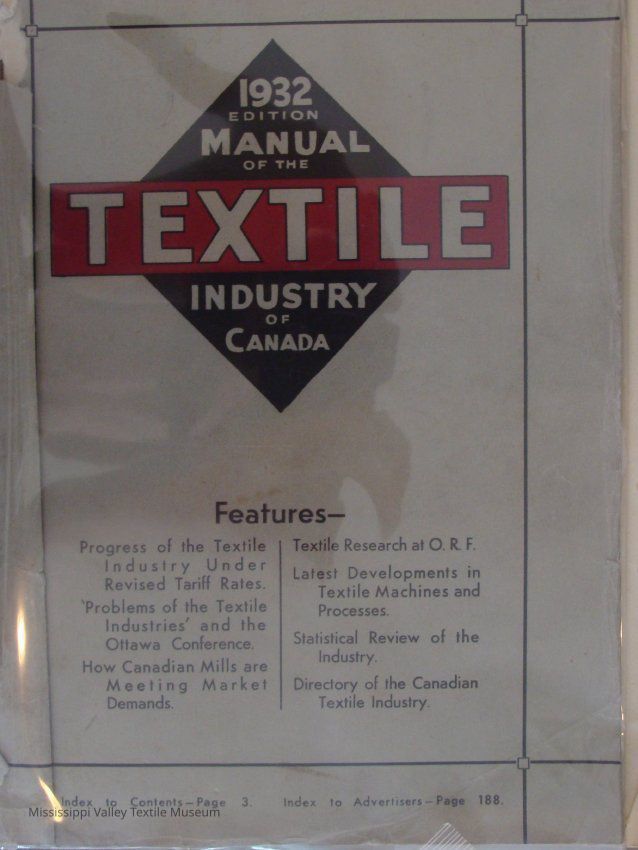 1932
EDITION
MANUAL
OF THE
TEXTILE
INDUSTRY
OF
CANADA
Features—
Progress of the Textile
Industry Under
Revised Tariff Rates.
'Problems of the Textile
Industries' and the
Ottawa Conference.
How Canadian Mills are
Meeting Market
Demands.
Textile Research at O. R. F.
Latest Developments in
Textile Machines and
Processes.
Statistical Review of the
Industry.
Directory of the Canadian
Textile Industry.
Index to Contents—Page 3. Index to Advertisers—Page 188.
Mississippi Valley Textile Museum